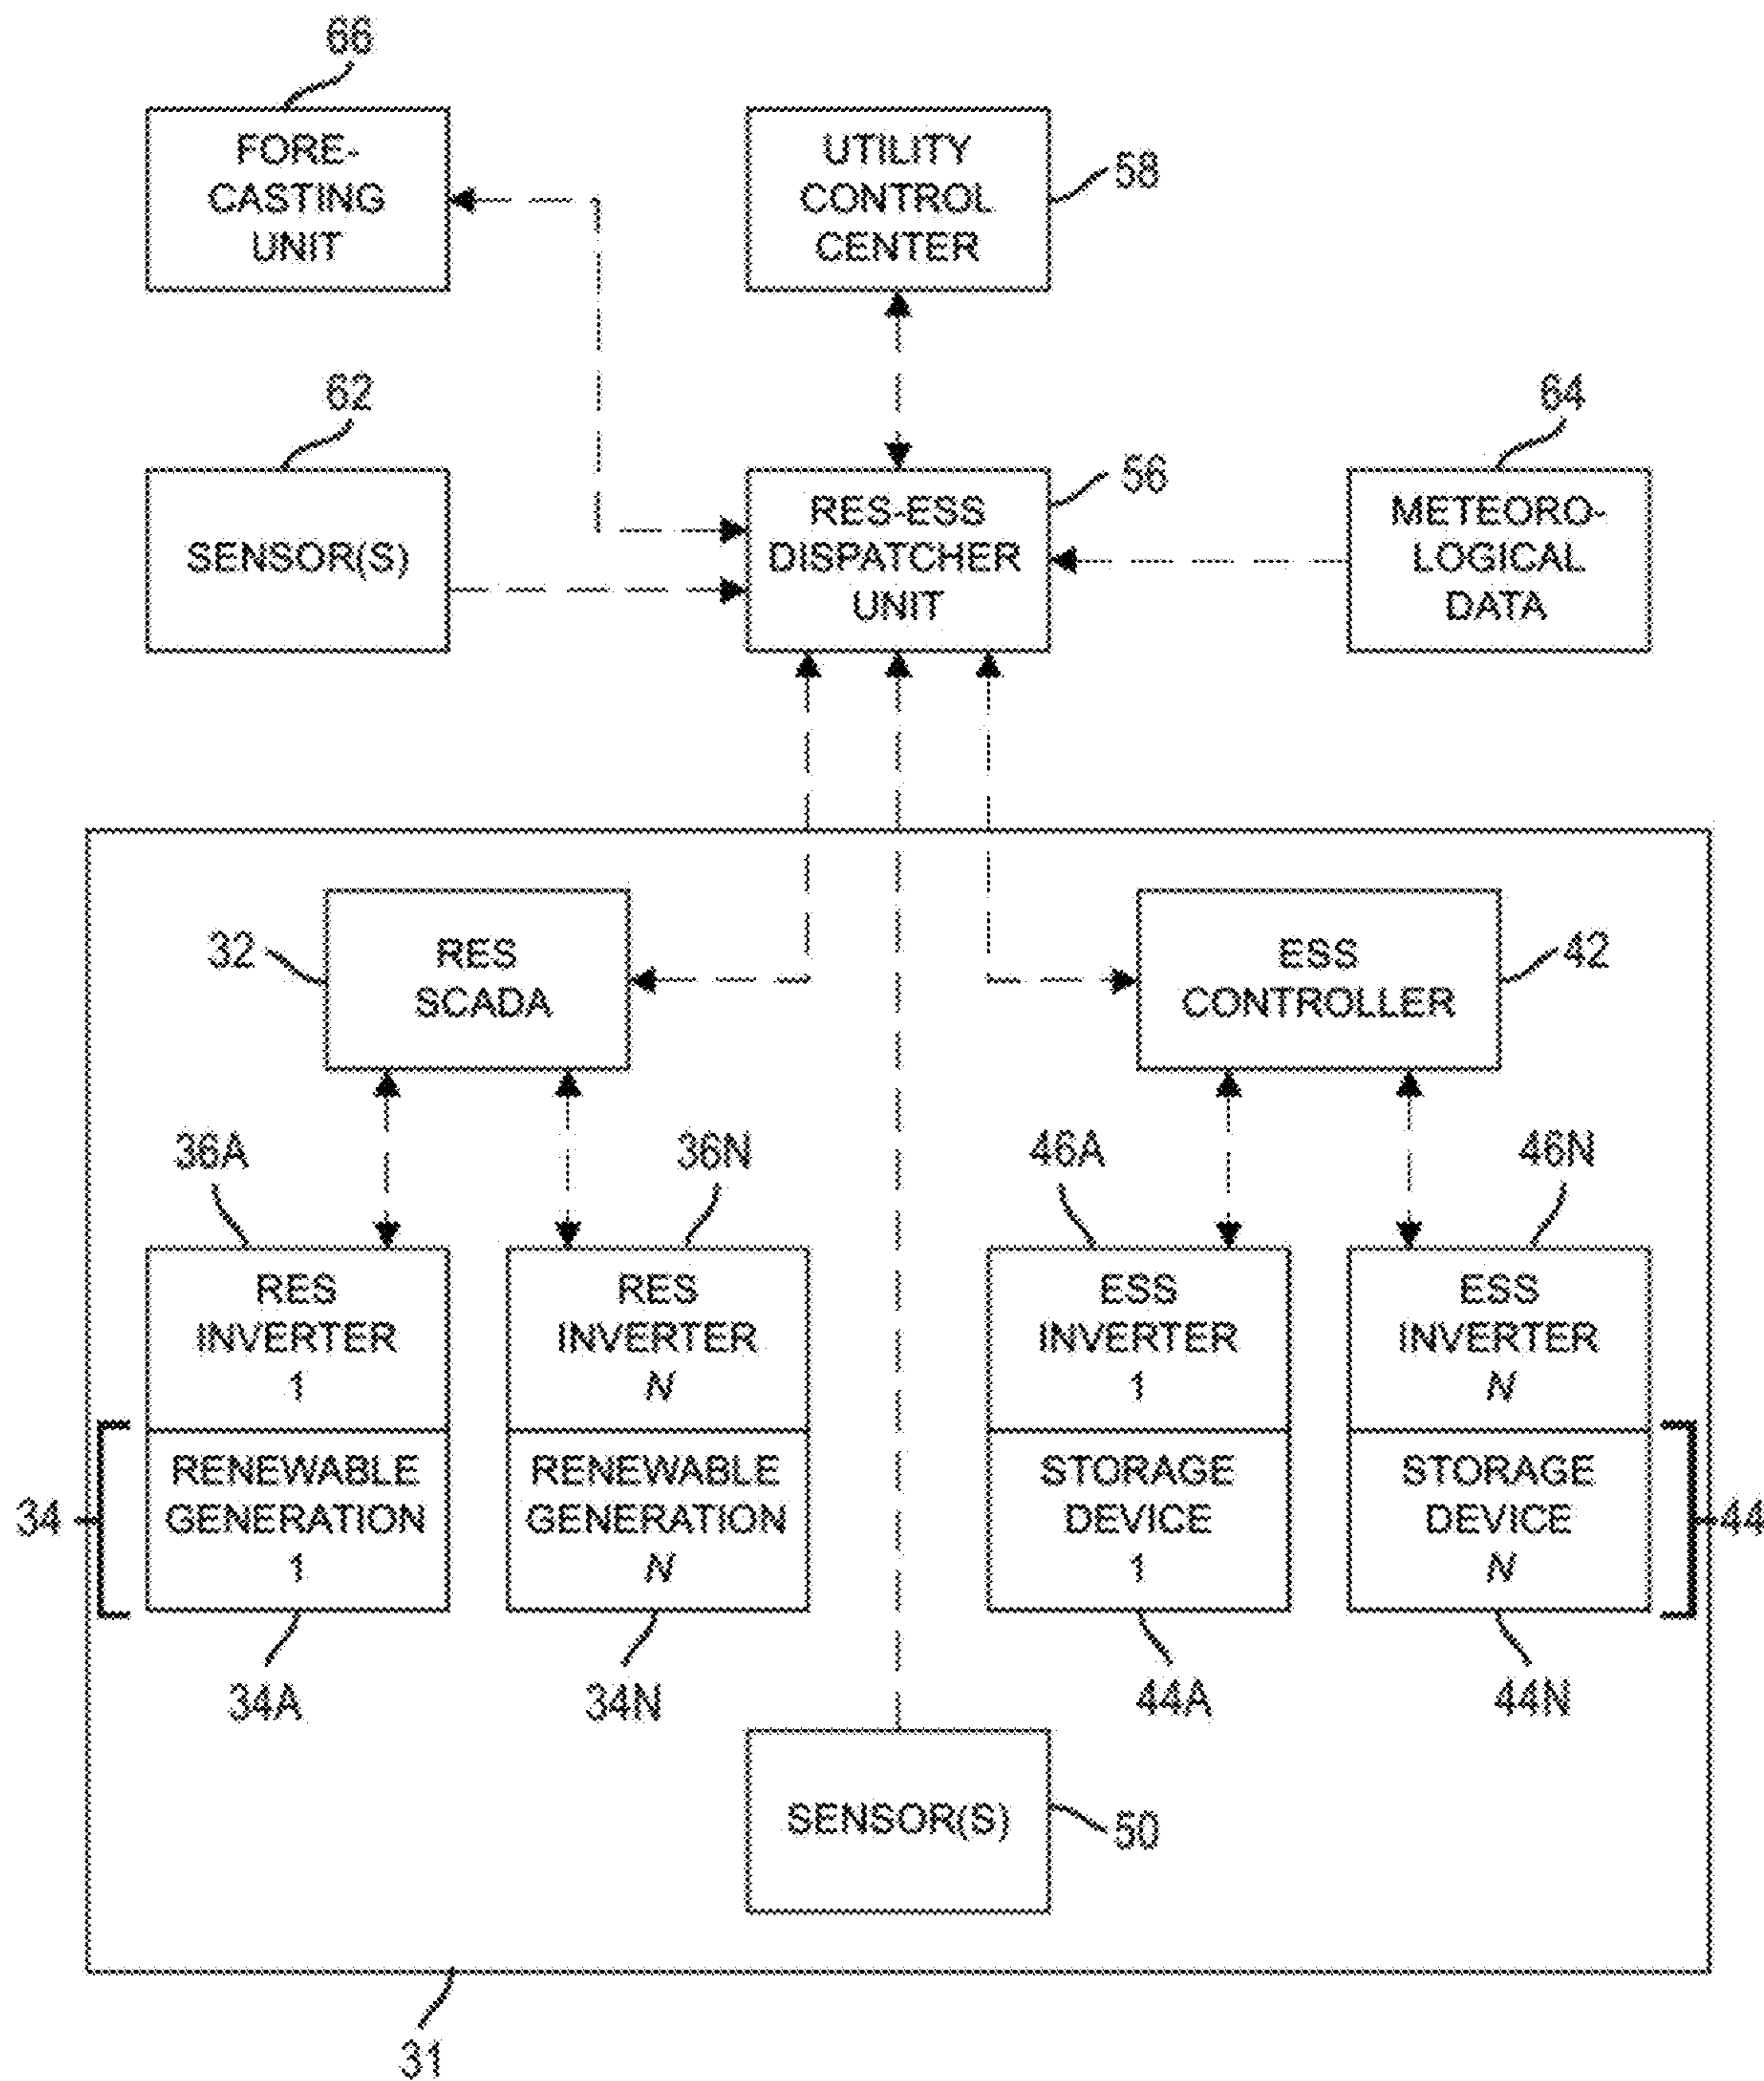 66
FORE-
CASTING
UNIT
UTILITY
CONTROL
CENTER
58
62
SENSOR(S)
RES-ESS
DISPATCHER
UNIT
56
64
METEORO-
LOGICAL
DATA
32
RES
SCADA
ESS
CONTROLLER
42
36A
36N
46A
46N
RES
INVERTER
1
RES
INVERTER
N
ESS
INVERTER
1
ESS
INVERTER
N
34
RENEWABLE
GENERATION
1
RENEWABLE
GENERATION
N
STORAGE
DEVICE
1
STORAGE
DEVICE
N
44
34A
34N
44A
44N
SENSOR(S)
50
31